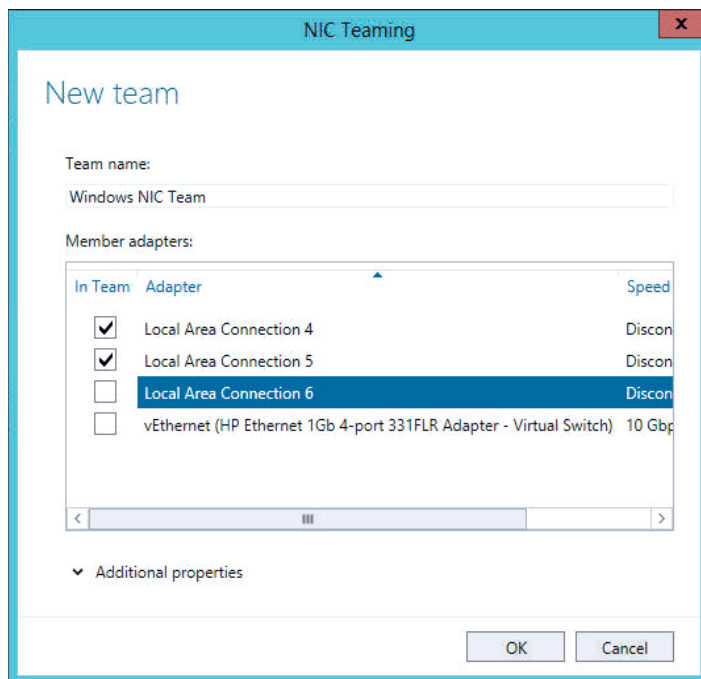 NIC Teaming
x
New team
Team name:
Windows NIC Team
Member adapters:
In Team Adapter Speed
Local Area Connection 4 Discon
Local Area Connection 5 Discon
Local Area Connection 6 Discon
vEthernet (HP Ethernet 1Gb 4-port 331FLR Adapter - Virtual Switch) 10 Gbp
Additional properties
OK Cancel